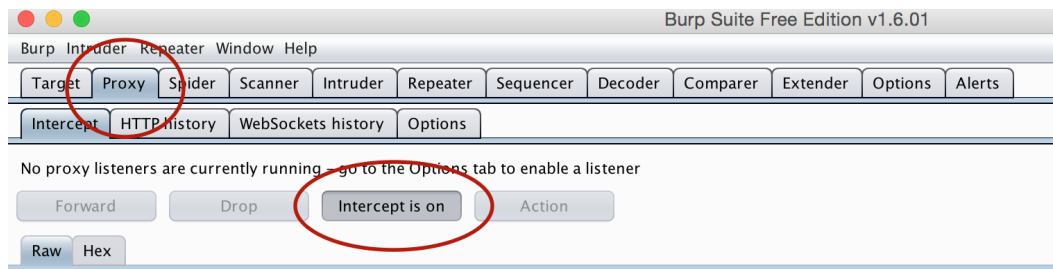 Burp Suite Free Edition v1.6.01
Burp Intruder Repeater Window Help
Target Proxy Spider Scanner Intruder Repeater Sequencer Decoder Comparer Extender Options Alerts
Intercept HTTP history WebSockets history Options
No proxy listeners are currently running – go to the Options tab to enable a listener
Forward Drop Intercept is on Action
Raw Hex